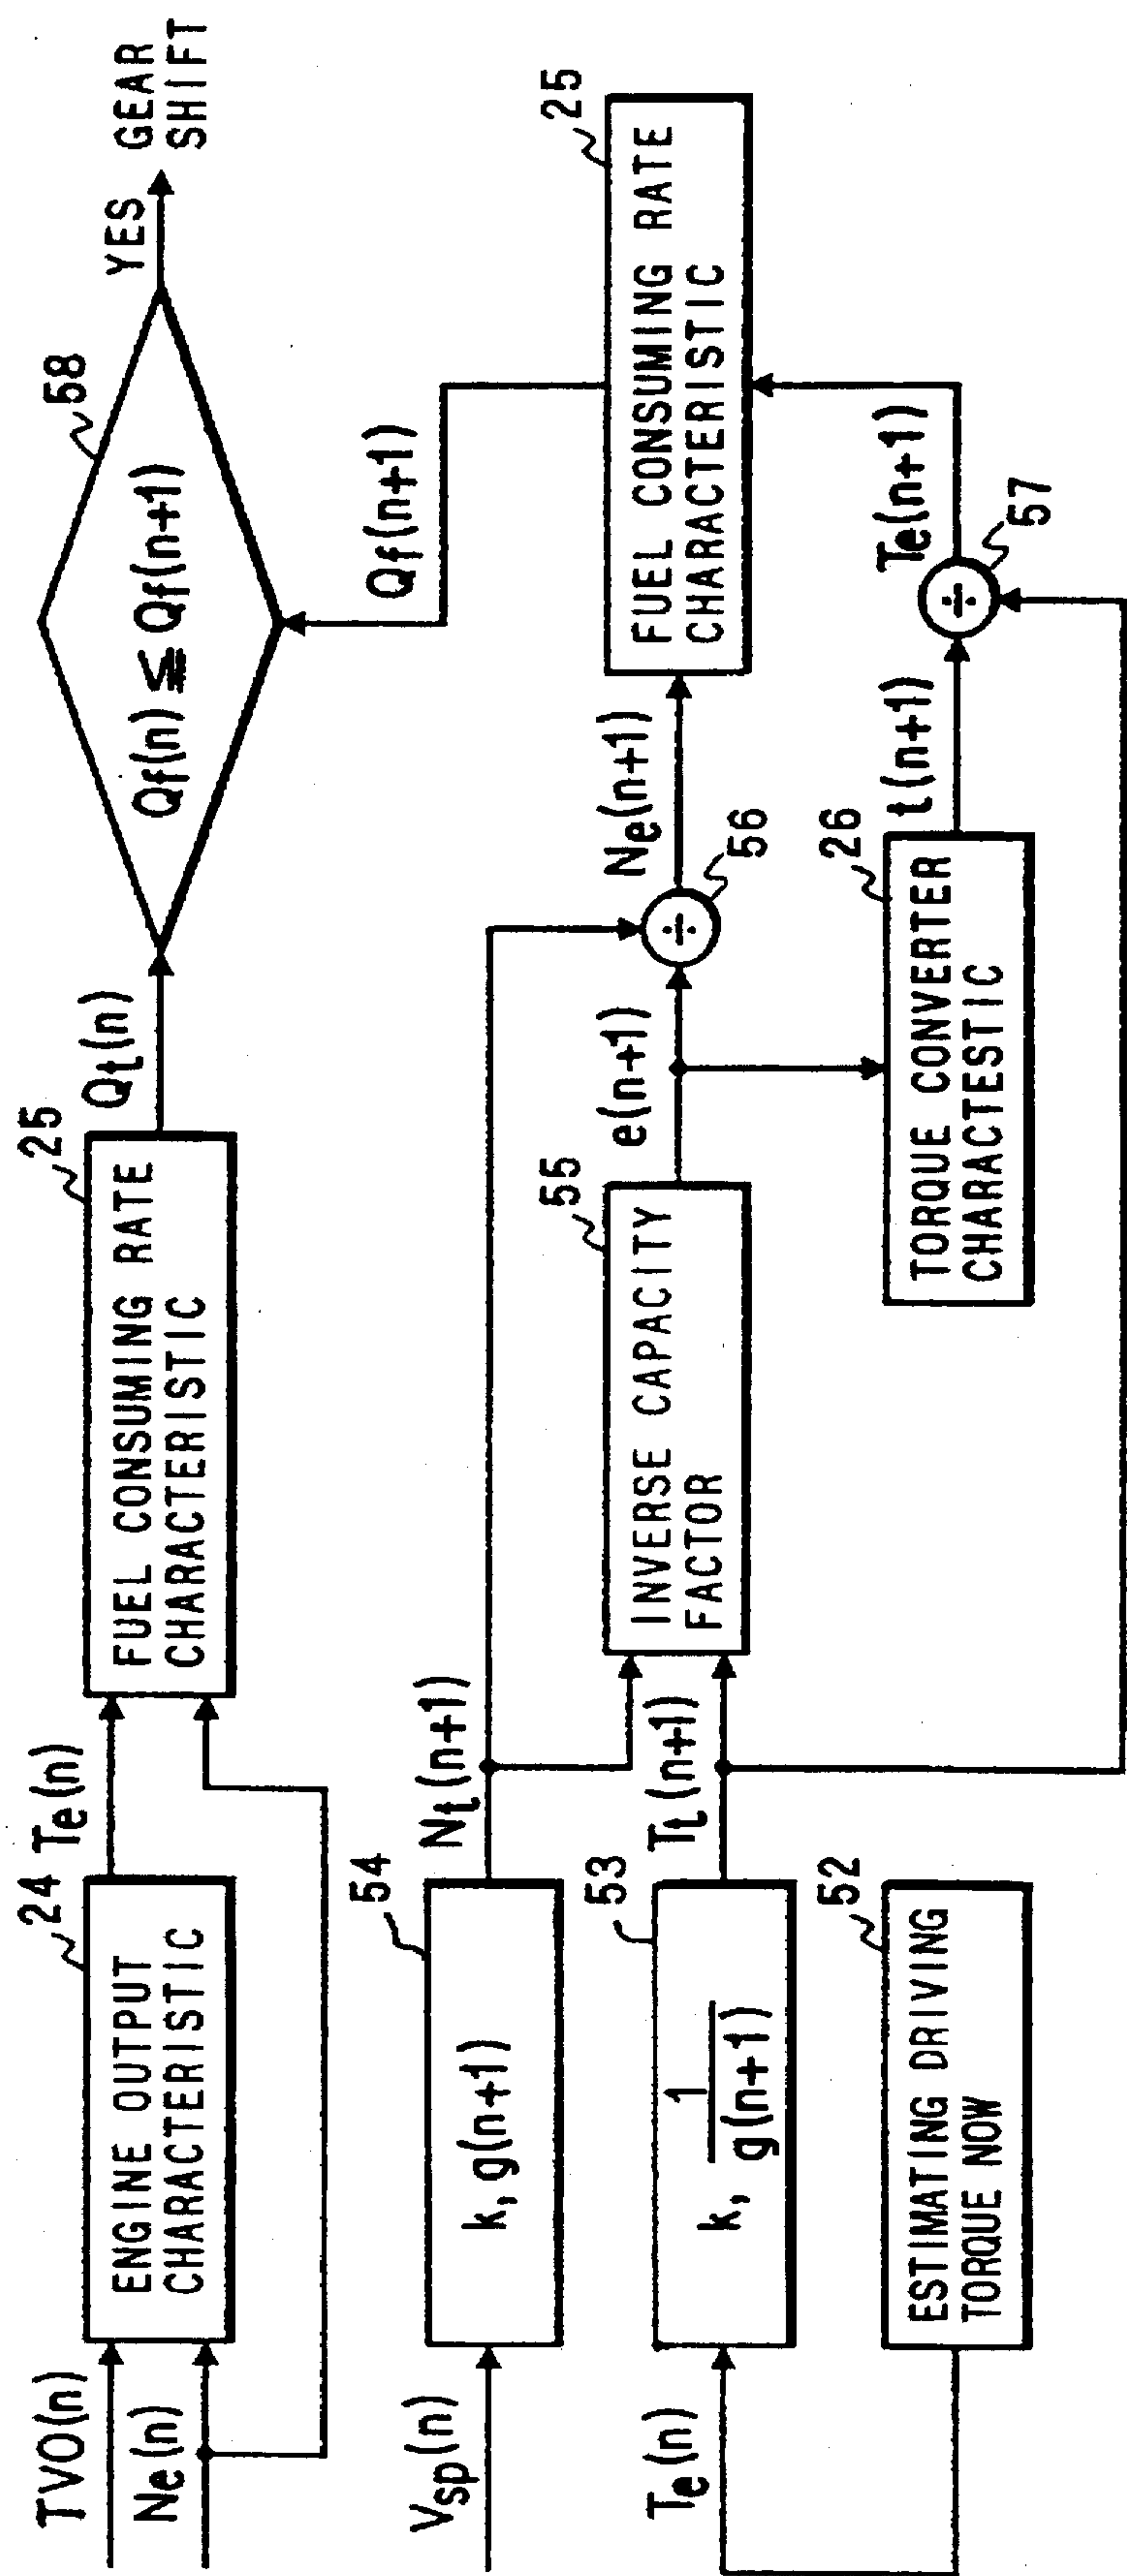 TVO(n)
Ne(n)
24
ENGINE OUTPUT
CHARACTERISTIC
Te(n)
25
FUEL CONSUMING RATE
CHARACTERISTIC
Qt(n)
58
Qf(n) ≦ Qf(n+1)
YES
GEAR
SHIFT
Vsp(n)
54
k, g(n+1)
Nt(n+1)
Te(n)
53
k, 1
g(n+1)
Tt(n+1)
52
ESTIMATING DRIVING
TORQUE NOW
55
INVERSE CAPACITY
FACTOR
e(n+1)
÷
56
Ne(n+1)
26
TORQUE CONVERTER
CHARACTESTIC
t(n+1)
÷
57
Te(n+1)
25
FUEL CONSUMING RATE
CHARACTERISTIC
Qf(n+1)